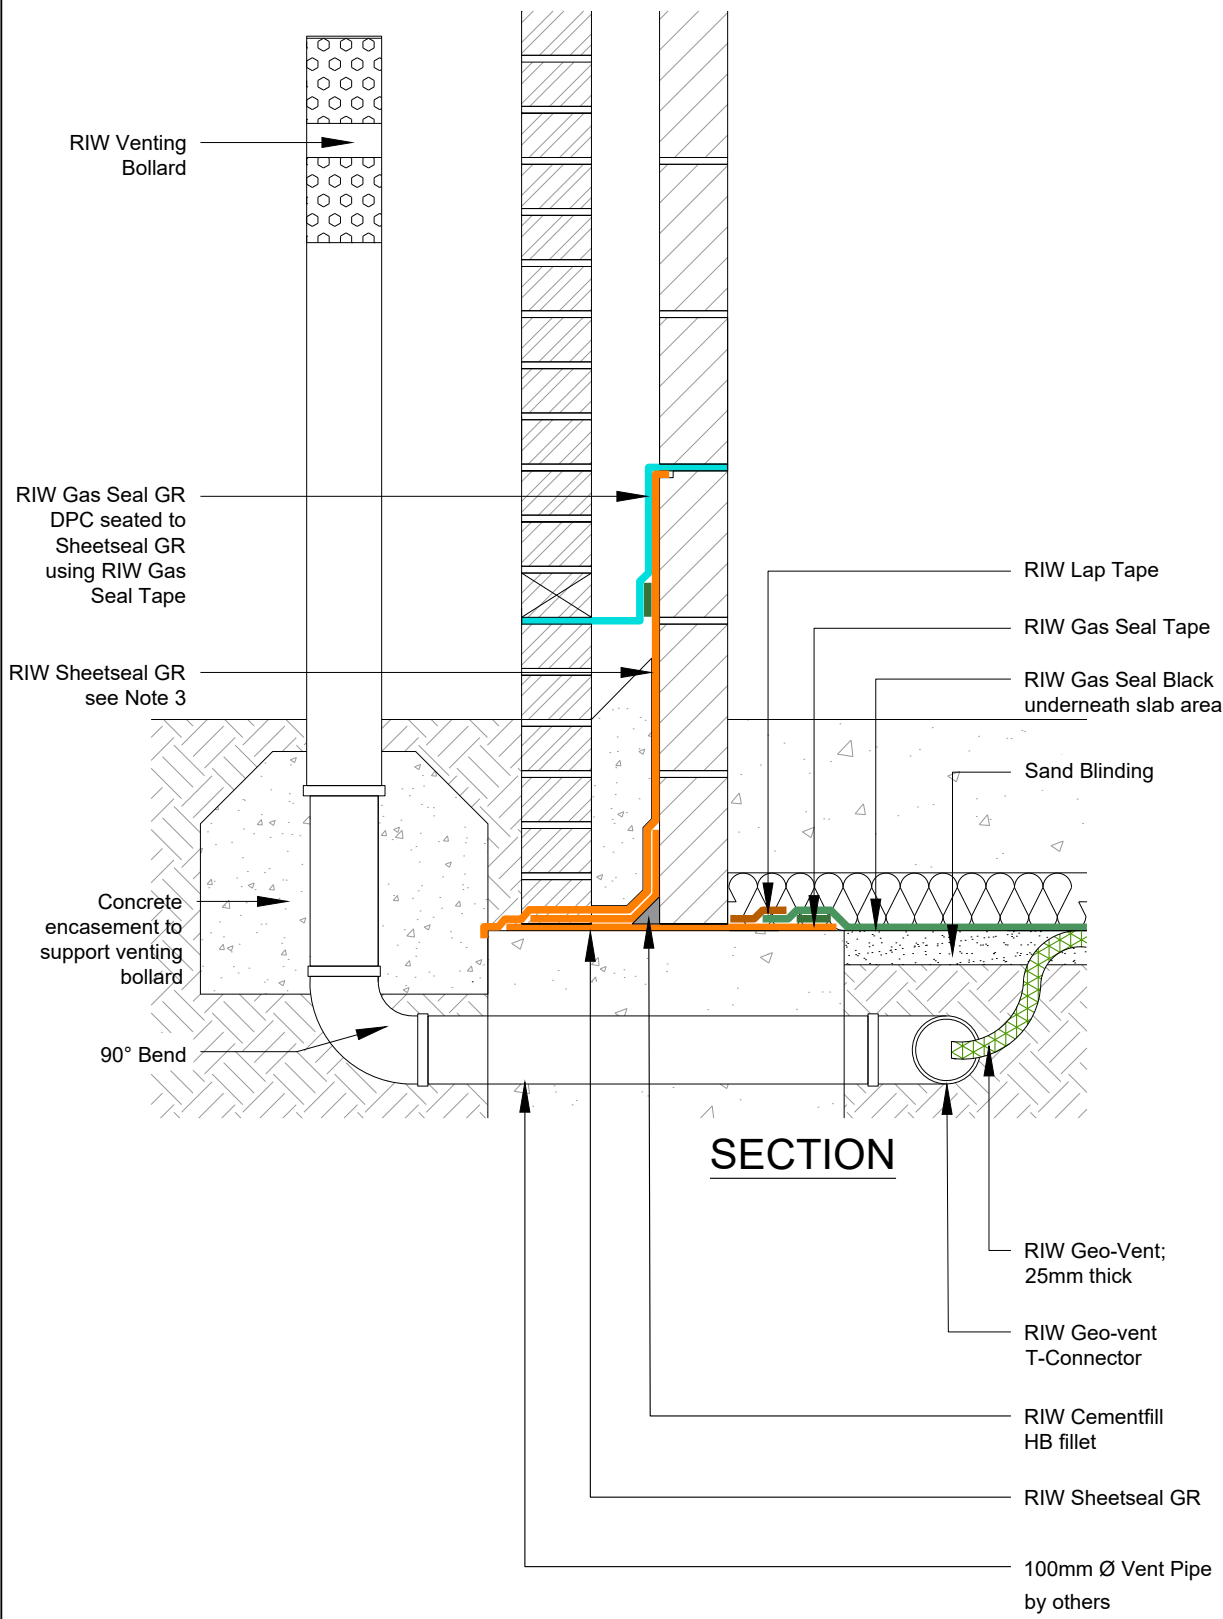 RIW Venting
Bollard
RIW Gas Seal GR
DPC seated to
Sheetseal GR
using RIW Gas
Seal Tape
RIW Sheetseal GR
see Note 3
Concrete
encasement to
support venting
bollard
90° Bend
RIW Lap Tape
RIW Gas Seal Tape
RIW Gas Seal Black
underneath slab area
Sand Blinding
SECTION
RIW Geo-Vent;
25mm thick
RIW Geo-vent
T-Connector
RIW Cementfill
HB fillet
RIW Sheetseal GR
100mm Ø Vent Pipe
by others